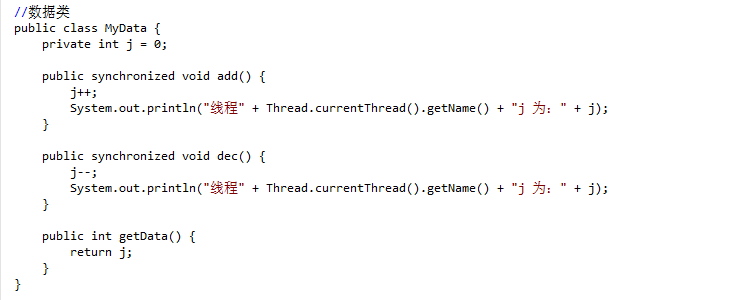 //数据类
public class MyData {
    private int j = 0;

    public synchronized void add() {
        j++;
        System.out.println("线程" + Thread.currentThread().getName() + "j 为：" + j);
    }

    public synchronized void dec() {
        j--;
        System.out.println("线程" + Thread.currentThread().getName() + "j 为：" + j);
    }

    public int getData() {
        return j;
    }
}